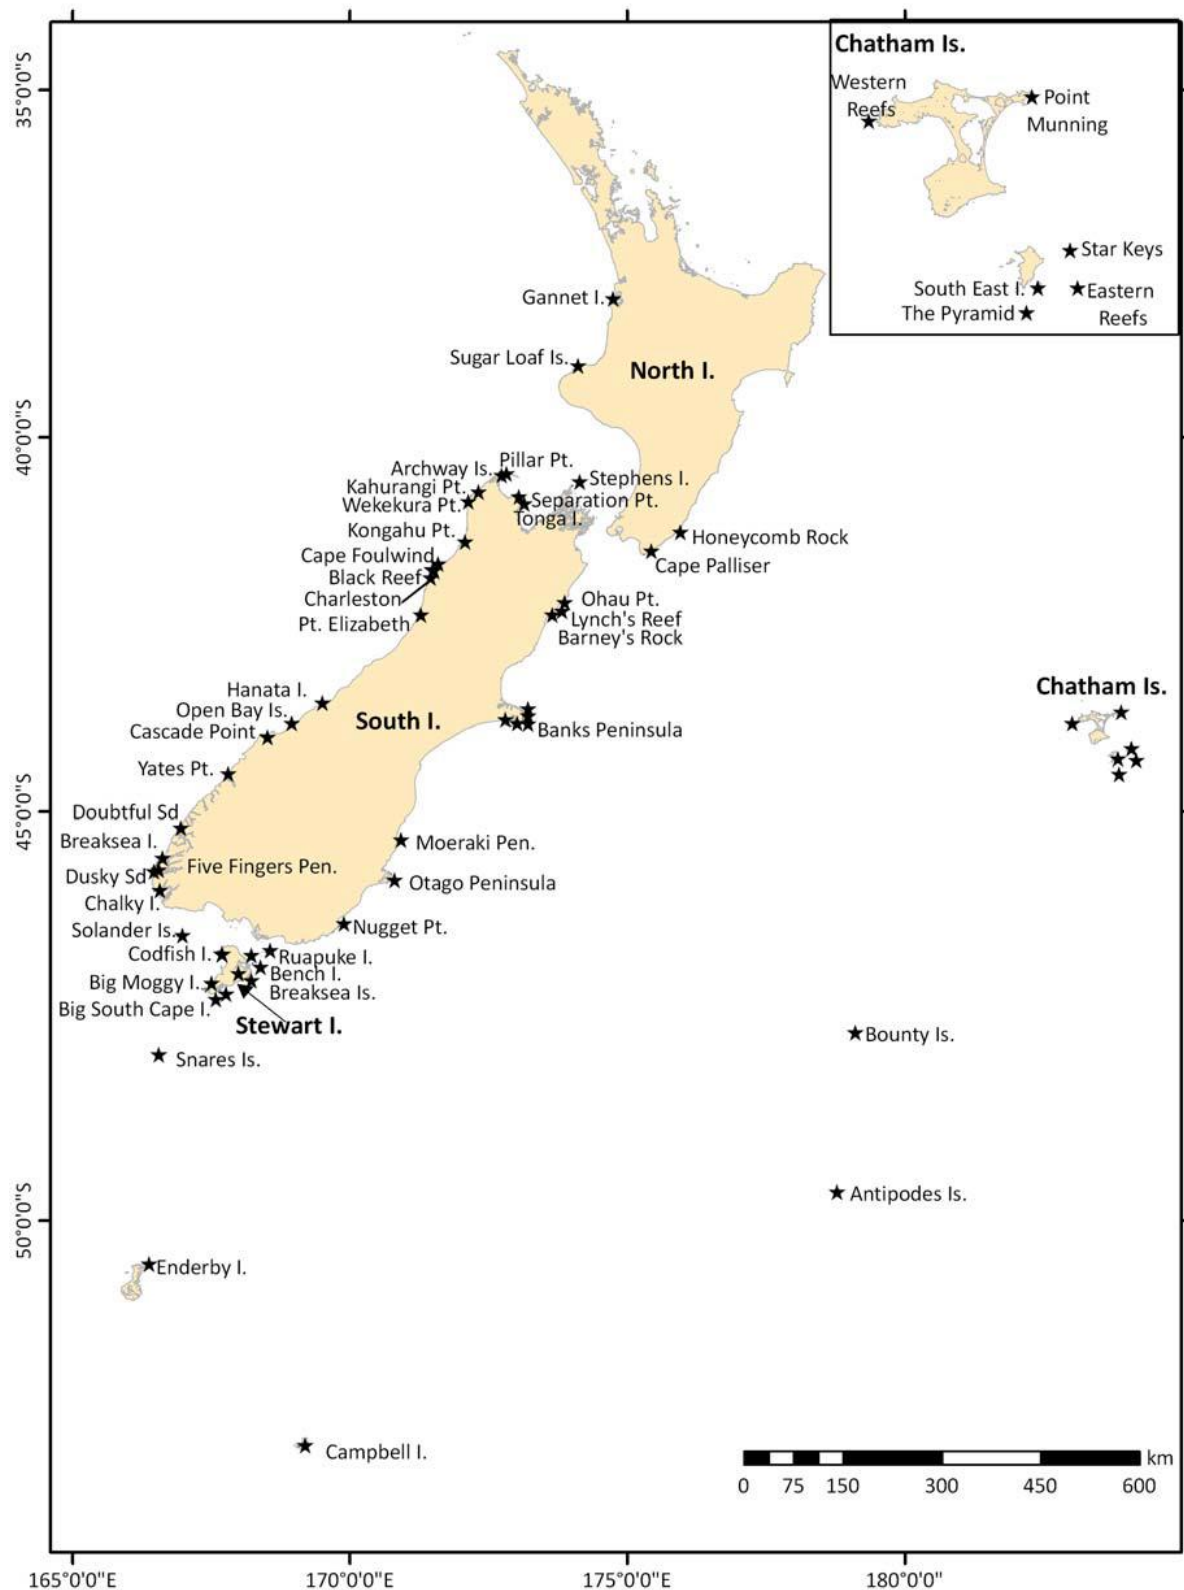 Chatham Is.
Western
Reefs
Point
Munning
Star Keys
South East I.
Eastern
Reefs
The Pyramid
35°0'0"S
Gannet I.
Sugar Loaf Is.
North I.
40°0'0"S
Pillar Pt.
Archway Is.
Stephens I.
Kahurangi Pt.
Separation Pt.
Wekekura Pt.
Tonga I.
Kongahu Pt.
Honeycomb Rock
Cape Foulwind
Cape Palliser
Black Reef
Charleston
Ohau Pt.
Pt. Elizabeth
Lynch's Reef
Barney's Rock
Chatham Is.
Hanata I.
Open Bay Is.
South I.
Cascade Point
Banks Peninsula
Yates Pt.
45°0'0"S
Doubtful Sd
Breaksea I.
Moeraki Pen.
Five Fingers Pen.
Dusky Sd
Otago Peninsula
Chalky I.
Solander Is.
Nugget Pt.
Codfish I.
Ruapuke I.
Bench I.
Big Moggy I.
Breaksea Is.
Big South Cape I.
Stewart I.
Bounty Is.
Snares Is.
Antipodes Is.
50°0'0"S
Enderby I.
Campbell I.
km
0 75 150 300 450 600
165°0'0"E 170°0'0"E 175°0'0"E 180°0'0"